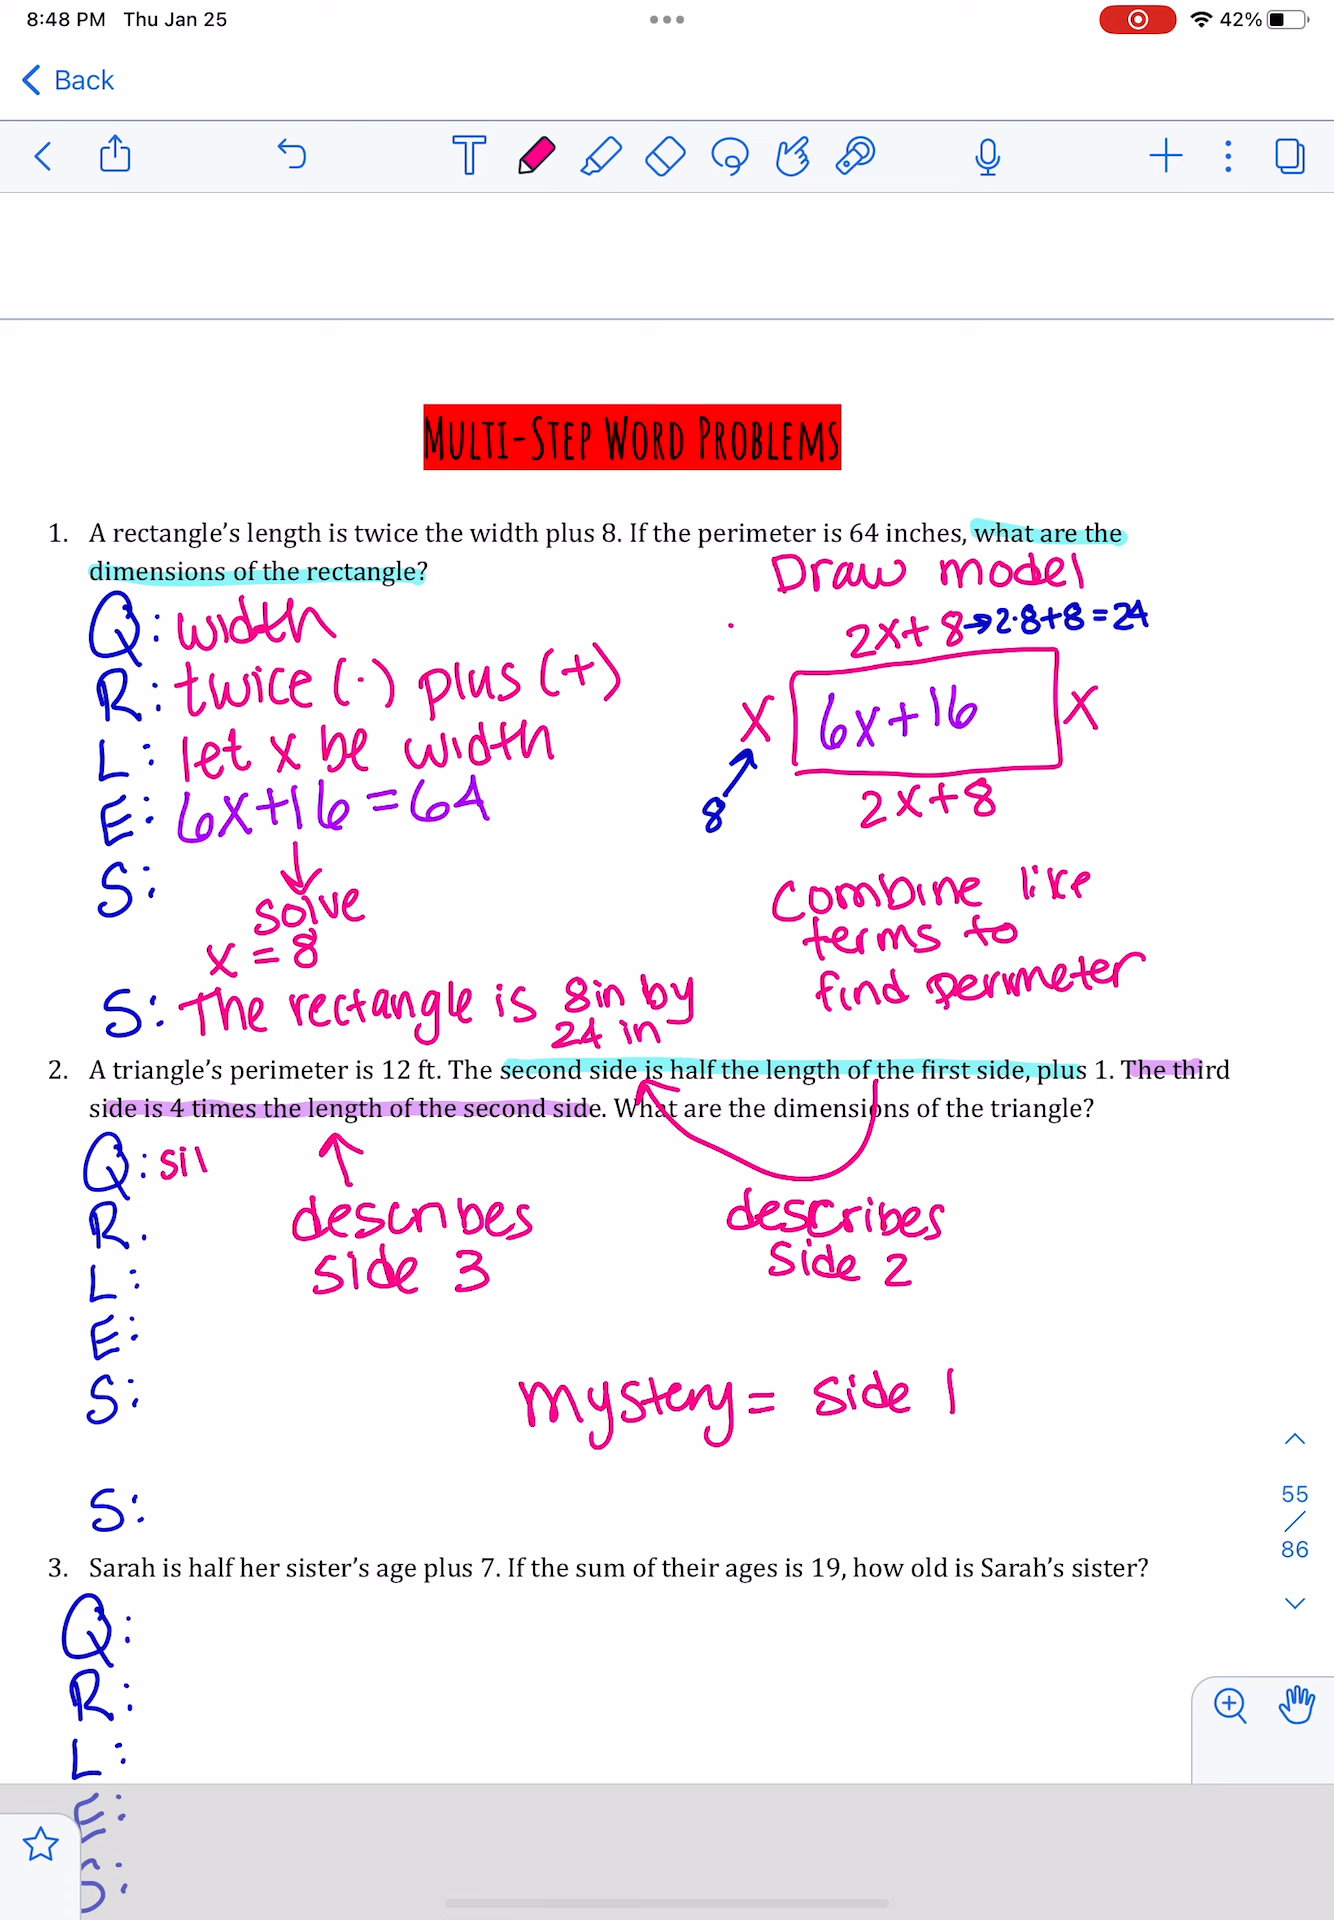 8:48 PM Thu Jan 25
42%
Back
MULTI-STEP WORD PROBLEMS
1. A rectangle's length is twice the width plus 8. If the perimeter is 64 inches, what are the
dimensions of the rectangle?
Draw model
Q: width
2x+8→2·8+8=24
R: twice (·) plus (+)
x 6x+16 x
L: let x be width
8
2x+8
E: 6x+16=64
S:
solve
x=8
combine like
terms to
find perimeter
S: The rectangle is 8in by
24 in
2. A triangle's perimeter is 12 ft. The second side is half the length of the first side, plus 1. The third
side is 4 times the length of the second side. What are the dimensions of the triangle?
Q: sil
R.
describes
side 3
describes
side 2
L:
E:
S:
mystery = side 1
S:
55
/
86
3. Sarah is half her sister's age plus 7. If the sum of their ages is 19, how old is Sarah's sister?
Q:
R:
L:
E:
S: